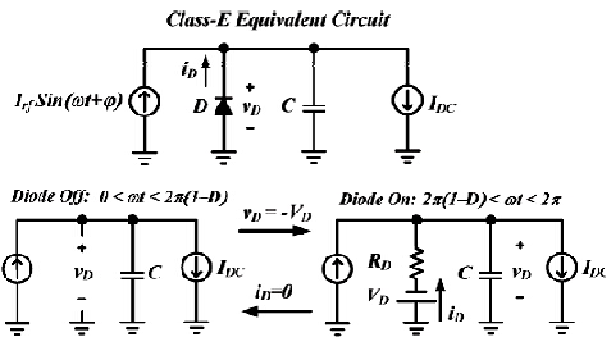 Class-E Equivalent Circuit
I_rf Sin(ωt+φ)
i_D
D
+
v_D
-
C
I_DC
Diode Off: 0 < ωt < 2π(1–D)
v_D = -V_D
Diode On: 2π(1–D) < ωt < 2π
+
v_D
-
C
I_DC
i_D=0
R_D
V_D
i_D
C
+
v_D
-
I_DC